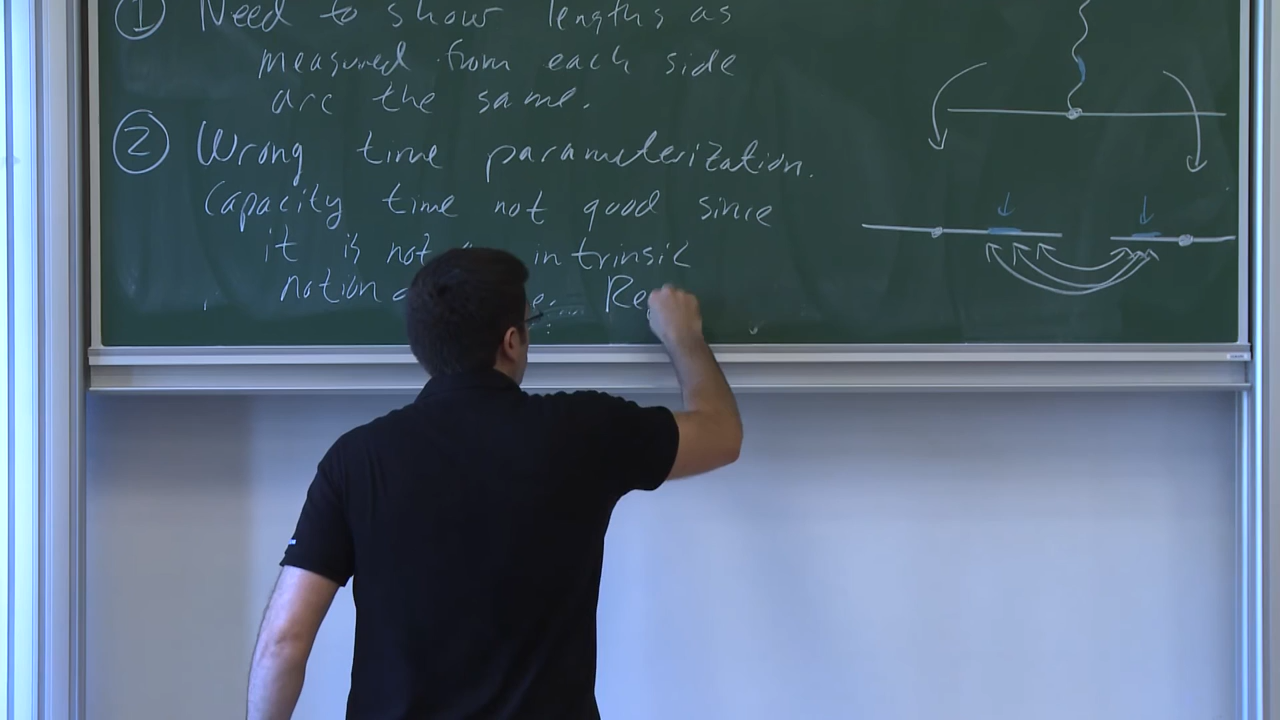 ① Need to show lengths as
measured from each side
are the same.
② Wrong time parameterization.
Capacity time not good since
it is not intrinsic
notion Re